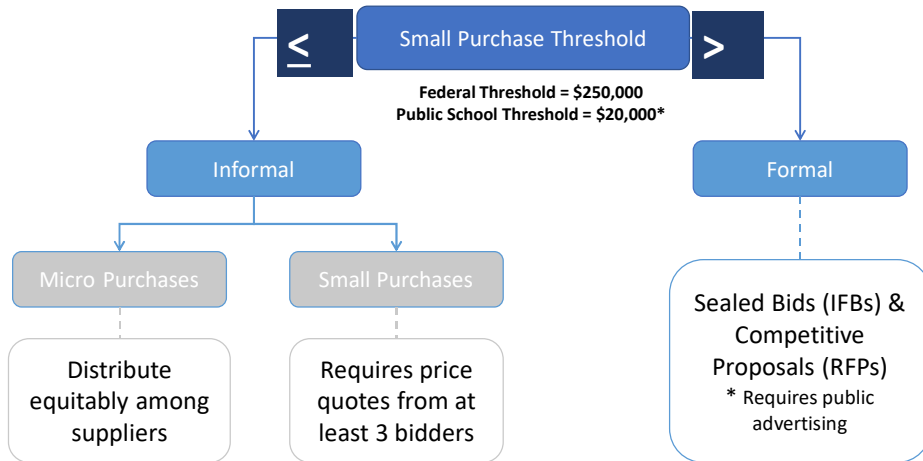 ≤
Small Purchase Threshold
>
Federal Threshold = $250,000
Public School Threshold = $20,000*
Informal
Formal
Micro Purchases
Small Purchases
Distribute
equitably among
suppliers
Requires price
quotes from at
least 3 bidders
Sealed Bids (IFBs) &
Competitive
Proposals (RFPs)
* Requires public
advertising